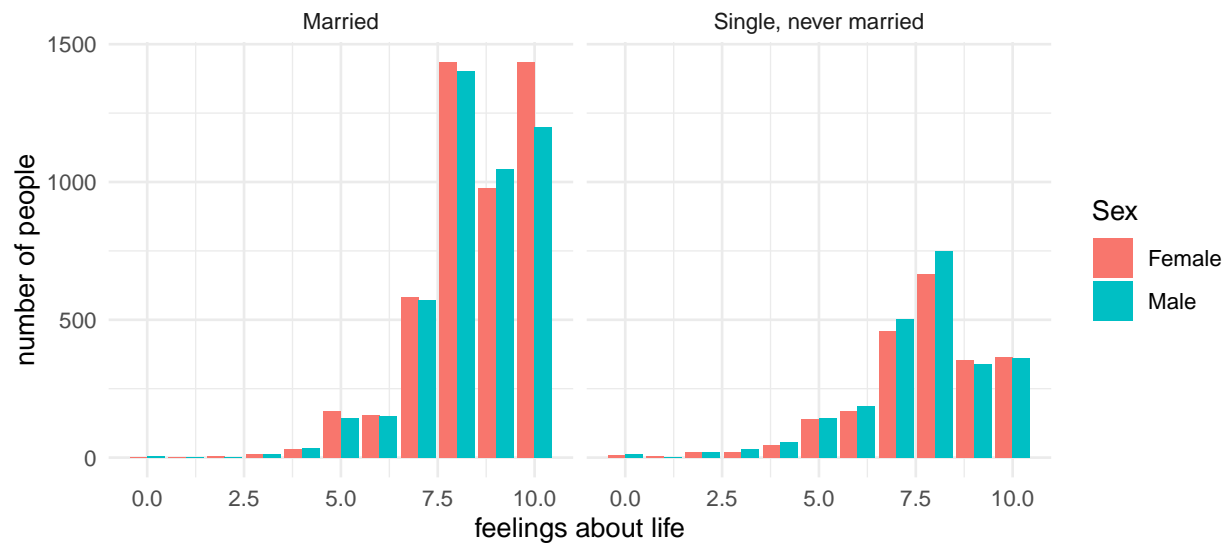 Married
Single, never married
1500
1000
500
0
number of people
0.0 2.5 5.0 7.5 10.0
0.0 2.5 5.0 7.5 10.0
feelings about life
Sex
Female
Male